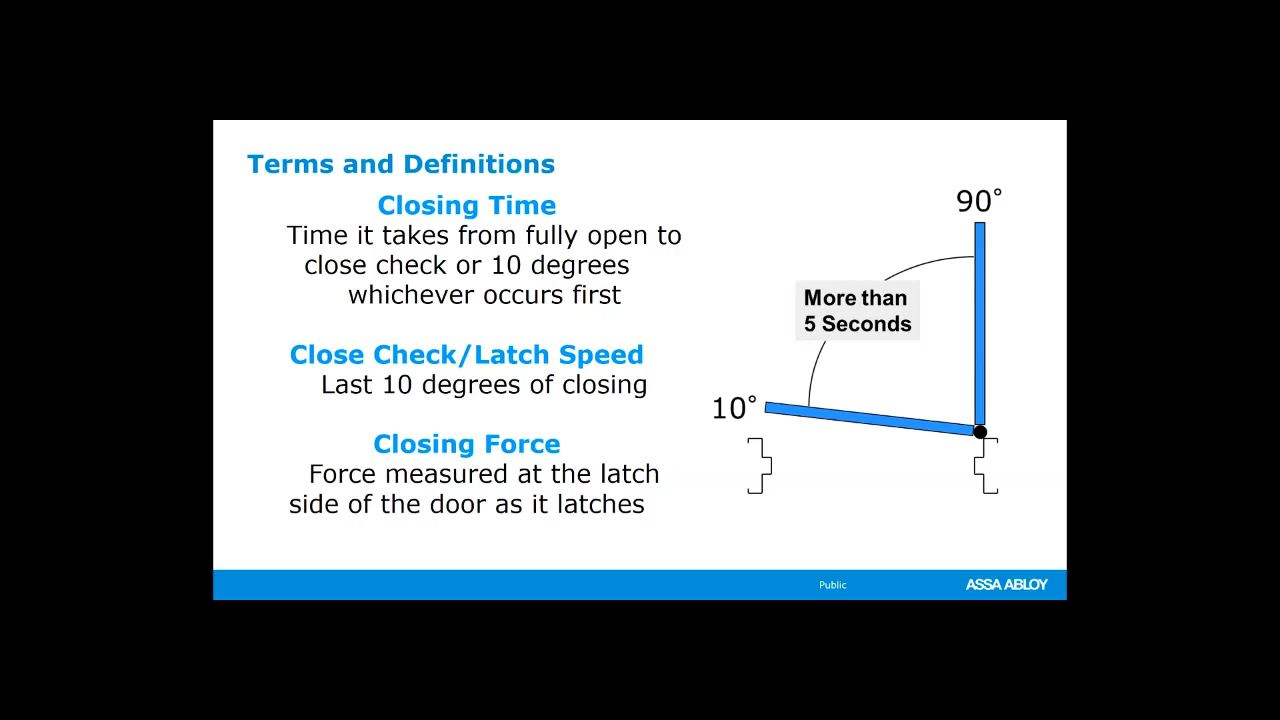 Terms and Definitions
Closing Time
Time it takes from fully open to
close check or 10 degrees
whichever occurs first
Close Check/Latch Speed
Last 10 degrees of closing
Closing Force
Force measured at the latch
side of the door as it latches
90°
More than
5 Seconds
10°
Public
ASSA ABLOY